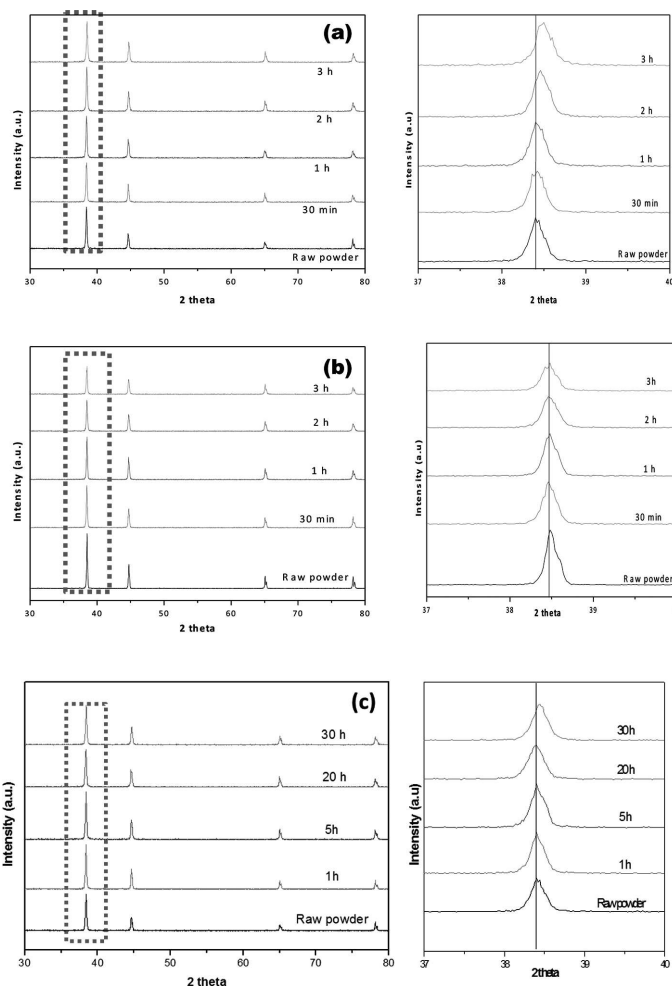 (a)
3 h
2 h
1 h
30 min
Raw powder
Intensity (a.u)
30 40 50 60 70 80
2 theta
3 h
2 h
1 h
30 min
Raw powder
Intensity (a.u)
37 38 39 40
2 theta
(b)
3 h
2 h
1 h
30 min
Raw powder
Intensity (a.u.)
30 40 50 60 70 80
2 theta
3h
2 h
1 h
30 min
Raw powder
Intensity (a.u)
37 38 39
2 theta
(c)
30 h
20 h
5h
1h
Raw powder
Intensity (a.u.)
30 40 50 60 70 80
2 theta
30h
20h
5h
1h
Rawpowder
Intensity (a.u)
37 38 39 40
2theta